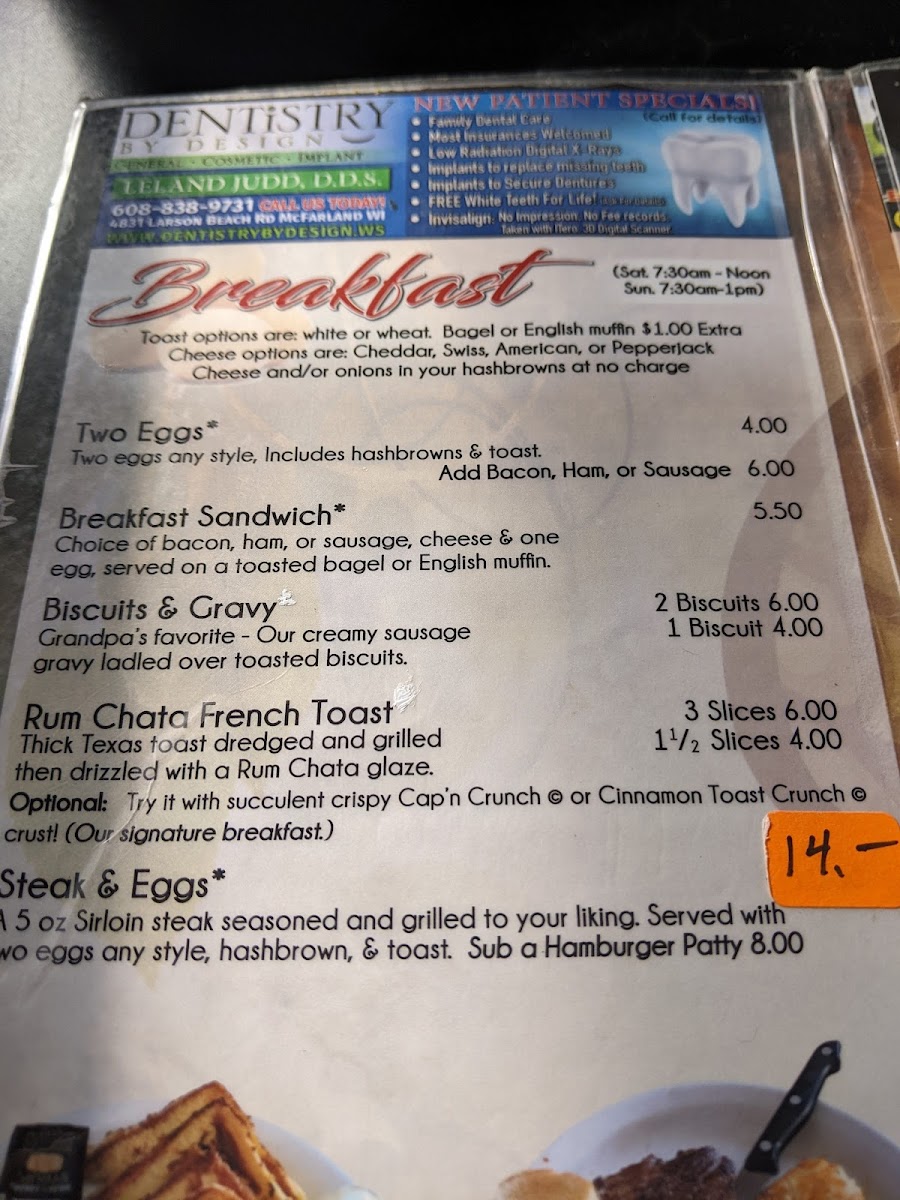 DENTiSTRY
BY DESIGN
GENERAL · COSMETIC · IMPLANT
LELAND JUDD, D.D.S.
608-838-9731 CALL US TODAY!
4831 LARSON BEACH RD MCFARLAND WI
WWW.DENTISTRYBYDESIGN.WS
NEW PATIENT SPECIALS!
(Call for details)
• Family Dental Care
• Most Insurances Welcomed
• Low Radiation Digital X-Rays
• Implants to replace missing teeth
• Implants to Secure Dentures
• FREE White Teeth For Life!
• Invisalign: No Impression. No Fee records.
Taken with iTero. 3D Digital Scanner.
Breakfast
(Sat. 7:30am - Noon
Sun. 7:30am-1pm)
Toast options are: white or wheat. Bagel or English muffin $1.00 Extra
Cheese options are: Cheddar, Swiss, American, or Pepperjack
Cheese and/or onions in your hashbrowns at no charge
Two Eggs* 4.00
Two eggs any style, Includes hashbrowns & toast.
Add Bacon, Ham, or Sausage 6.00
Breakfast Sandwich* 5.50
Choice of bacon, ham, or sausage, cheese & one
egg, served on a toasted bagel or English muffin.
Biscuits & Gravy 2 Biscuits 6.00
1 Biscuit 4.00
Grandpa's favorite - Our creamy sausage
gravy ladled over toasted biscuits.
Rum Chata French Toast 3 Slices 6.00
Thick Texas toast dredged and grilled 1½ Slices 4.00
then drizzled with a Rum Chata glaze.
Optional: Try it with succulent crispy Cap'n Crunch © or Cinnamon Toast Crunch ©
crust! (Our signature breakfast.)
14.–
Steak & Eggs*
A 5 oz Sirloin steak seasoned and grilled to your liking. Served with
wo eggs any style, hashbrown, & toast. Sub a Hamburger Patty 8.00